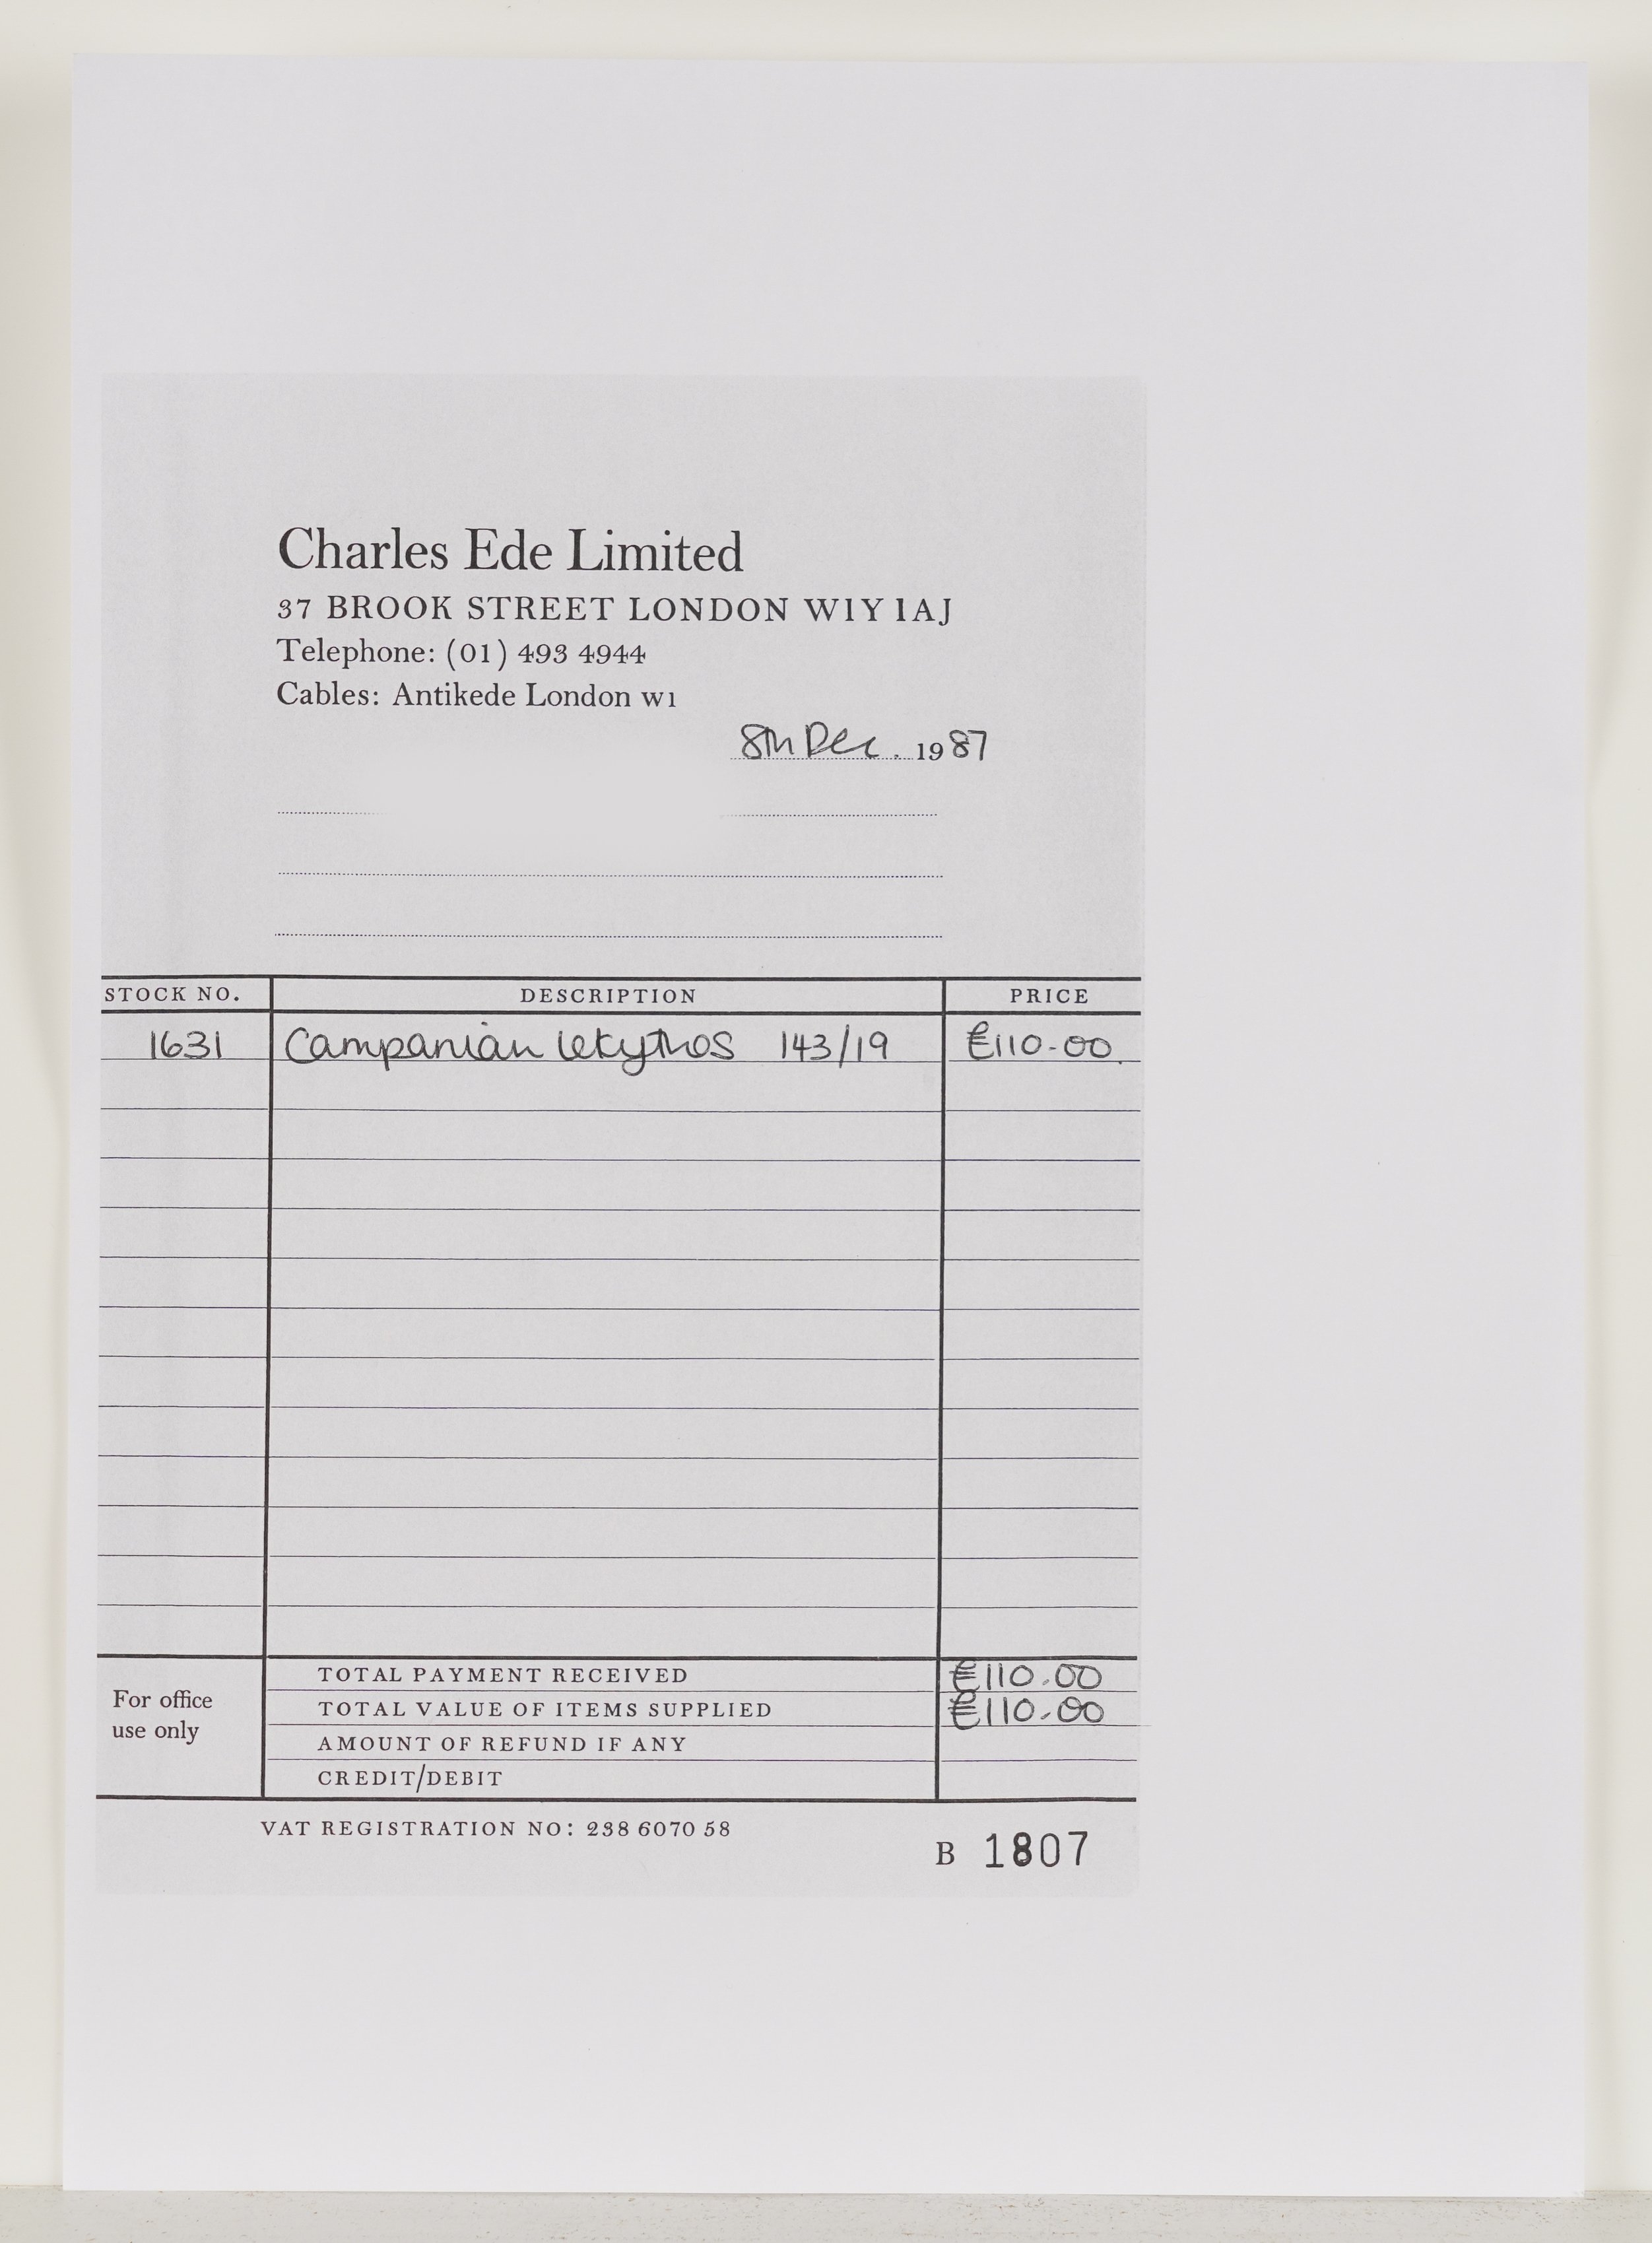 Charles Ede Limited
37 BROOK STREET LONDON W1Y 1AJ
Telephone: (01) 493 4944
Cables: Antikede London W1
8th Dec. 1987
STOCK NO. DESCRIPTION PRICE
1631 Campanian lekythos 143/19 £110-00.
For office use only
TOTAL PAYMENT RECEIVED £110.00
TOTAL VALUE OF ITEMS SUPPLIED £110.00
AMOUNT OF REFUND IF ANY
CREDIT/DEBIT
VAT REGISTRATION NO: 238 6070 58
B 1807